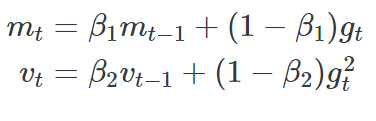 m_t = β_1 m_{t−1} + (1 − β_1) g_t
v_t = β_2 v_{t−1} + (1 − β_2) g_t^2